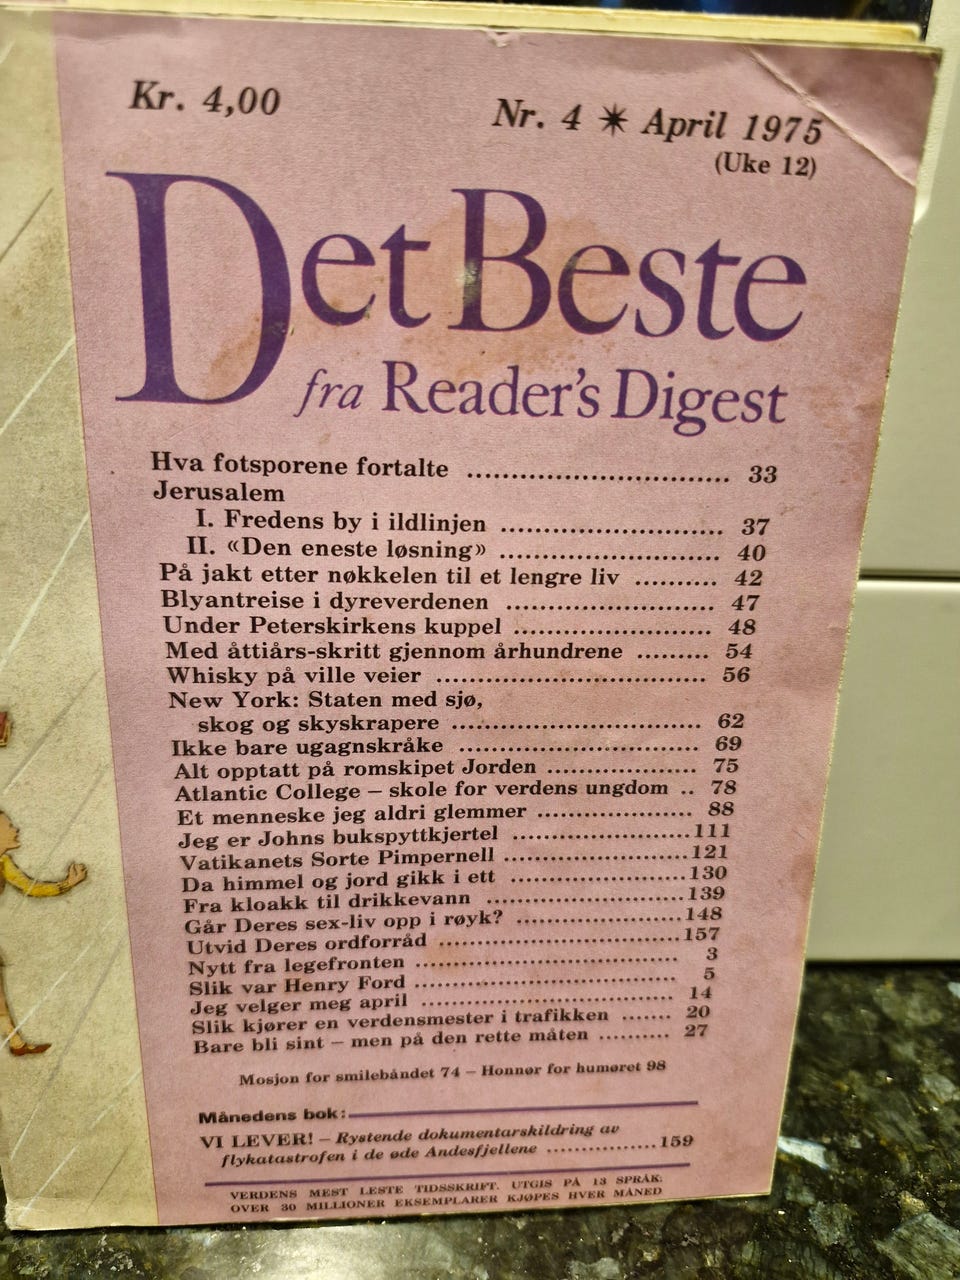 Kr. 4,00
Nr. 4 ✷ April 1975
(Uke 12)
Det Beste
fra Reader's Digest
Hva fotsporene fortalte .............................. 33
Jerusalem
I. Fredens by i ildlinjen ........................... 37
II. «Den eneste løsning» ........................... 40
På jakt etter nøkkelen til et lengre liv .......... 42
Blyantreise i dyreverdenen ......................... 47
Under Peterskirkens kuppel ........................ 48
Med åttiårs-skritt gjennom århundrene ......... 54
Whisky på ville veier ................................. 56
New York: Staten med sjø,
skog og skyskrapere ................................ 62
Ikke bare ugagnskråke ............................... 69
Alt opptatt på romskipet Jorden ................... 75
Atlantic College – skole for verdens ungdom .. 78
Et menneske jeg aldri glemmer .................... 88
Jeg er Johns bukspyttkjertel ........................ 111
Vatikanets Sorte Pimpernell ........................ 121
Da himmel og jord gikk i ett ....................... 130
Fra kloakk til drikkevann ........................... 139
Går Deres sex-liv opp i røyk? ...................... 148
Utvid Deres ordforråd ................................ 157
Nytt fra legefronten ................................... 3
Slik var Henry Ford ................................... 5
Jeg velger meg april ................................... 14
Slik kjører en verdensmester i trafikken ....... 20
Bare bli sint – men på den rette måten .......... 27
Mosjon for smilebåndet 74 – Honnør for humøret 98
Månedens bok:
VI LEVER! – Rystende dokumentarskildring av
flykatastrofen i de øde Andesfjellene ................ 159
VERDENS MEST LESTE TIDSSKRIFT. UTGIS PÅ 13 SPRÅK.
OVER 30 MILLIONER EKSEMPLARER KJØPES HVER MÅNED